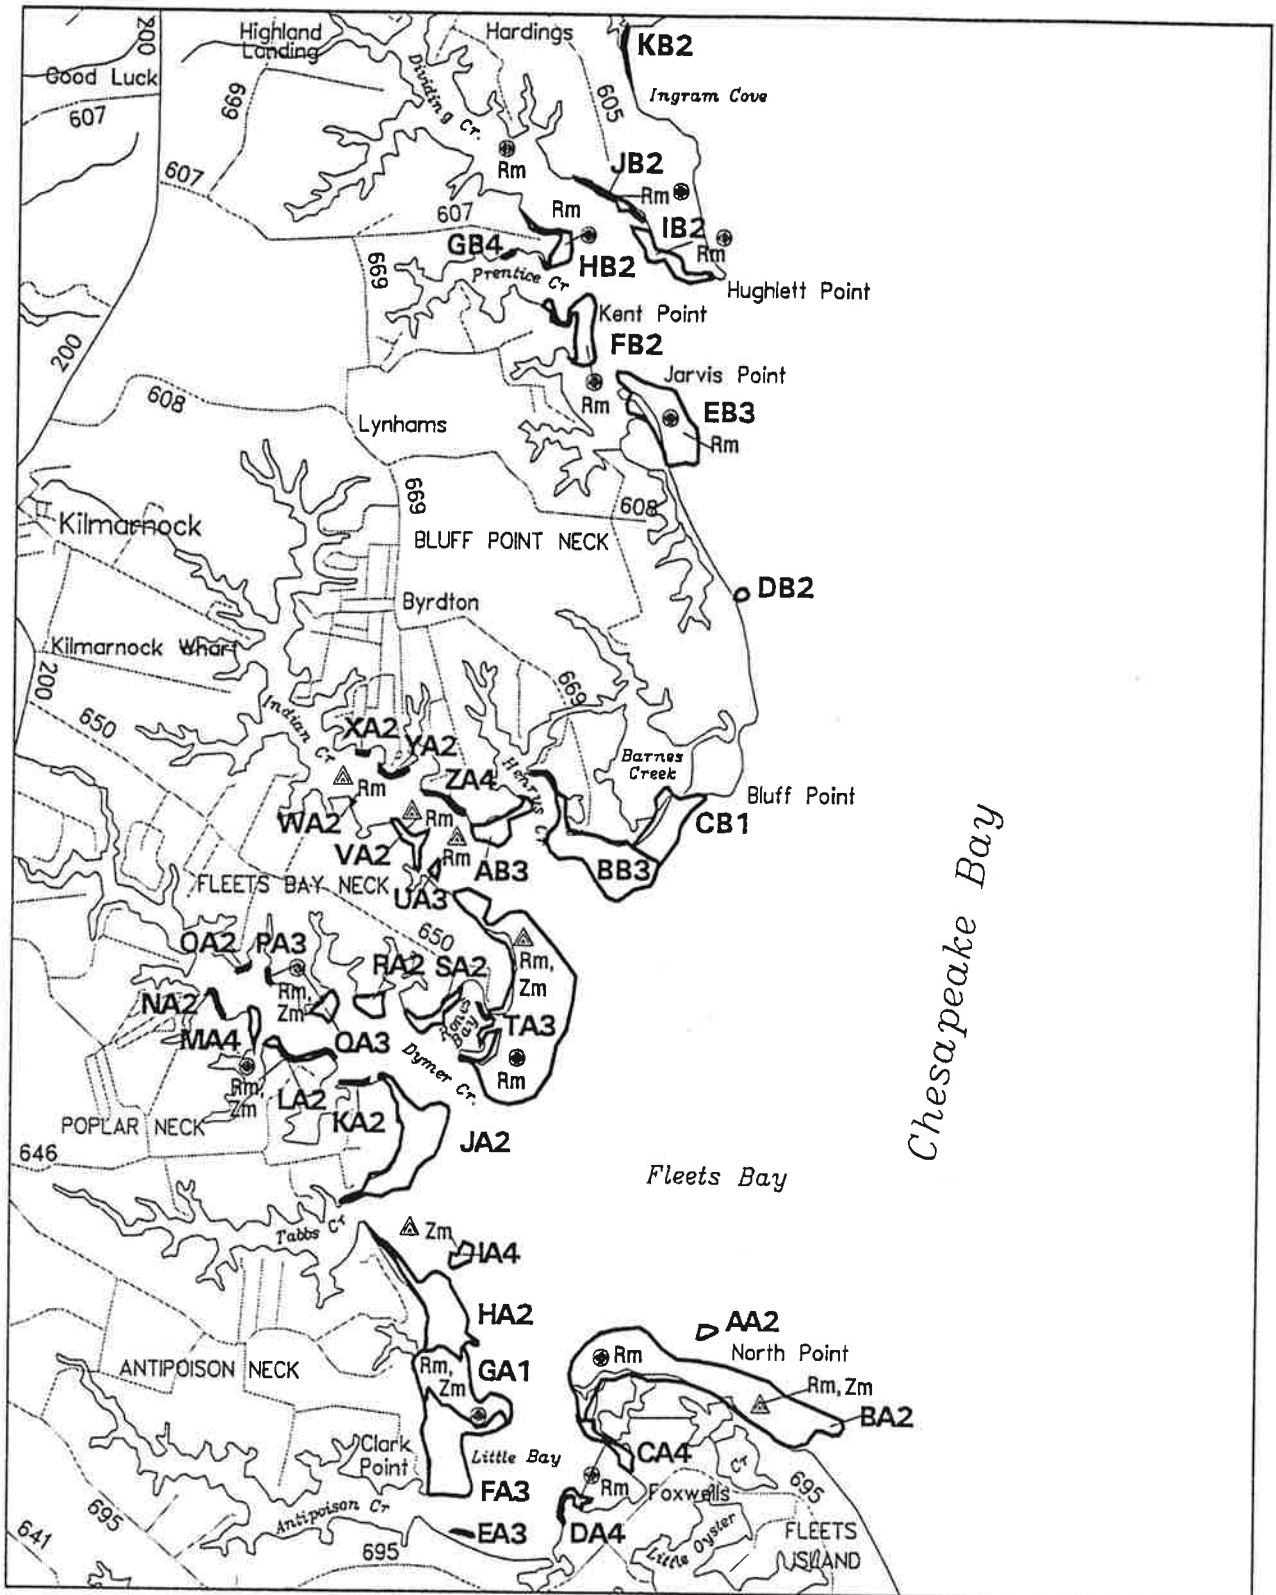 200
Highland
Landing
Hardings
KB2
Good Luck
607
699
Dividing Cr.
605
Ingram Cove
Rm
JB2
Rm
607
607
Rm
IB2
Rm
GB4
HB2
669
Prentice Cr
Hughlett Point
Kent Point
200
FB2
Jarvis Point
608
Rm
EB3
Lynhams
Rm
669
608
Kilmarnock
BLUFF POINT NECK
DB2
Byrdton
Kilmarnock Wharf
200
669
650
Indian Cr
XA2
YA2
Henrys Cr
Barnes
Creek
ZA4
Rm
Bluff Point
WA2
Rm
CB1
VA2
Rm
AB3
BB3
FLEETS BAY NECK
UA3
Chesapeake Bay
650
OA2
PA3
RA2
SA2
Rm,
Zm
NA2
Rm,
Zm
Rones
Bay
TA3
MA4
QA3
Dymer Cr.
Rm
Rm,
Zm
LA2
KA2
POPLAR NECK
JA2
646
Fleets Bay
Tabbs Cr
Zm
IA4
HA2
AA2
North Point
Rm
ANTIPOISON NECK
Rm,
Zm
GA1
Rm, Zm
BA2
Clark
Point
Little Bay
CA4
Cr
695
Rm
Foxwells
FA3
Antipoison Cr
695
EA3
DA4
Little Oyster
FLEETS
ISLAND
641
695